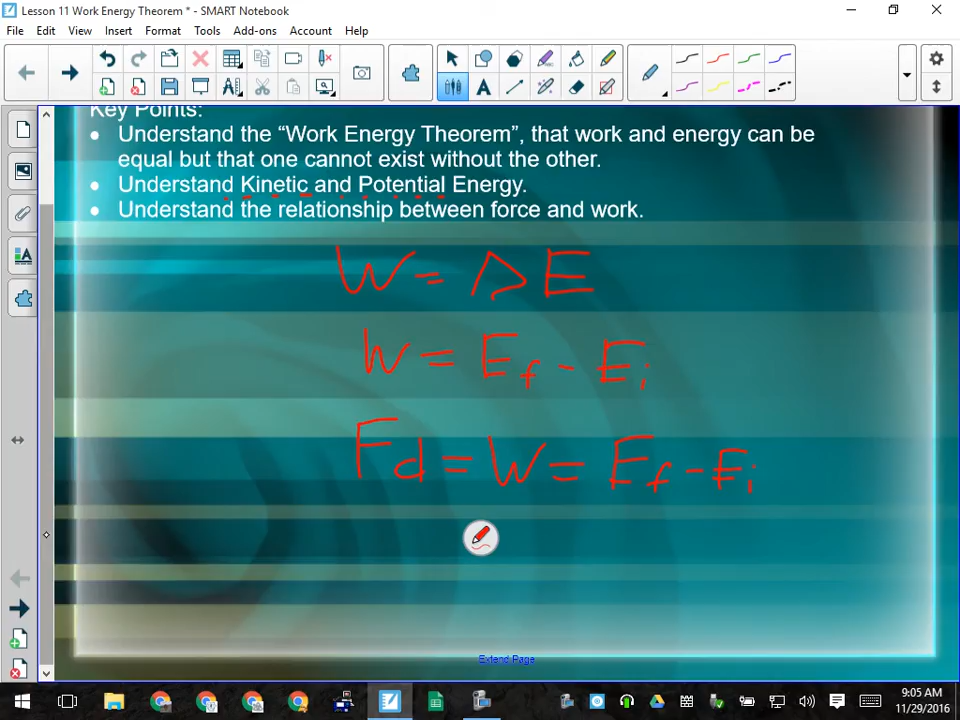 Lesson 11 Work Energy Theorem * - SMART Notebook
File Edit View Insert Format Tools Add-ons Account Help
Key Points:
• Understand the “Work Energy Theorem”, that work and energy can be
equal but that one cannot exist without the other.
• Understand Kinetic and Potential Energy.
• Understand the relationship between force and work.
W = ΔE
W = Ef - Ei
Fd = W = Ef - Ei
Extend Page
9:05 AM
11/29/2016